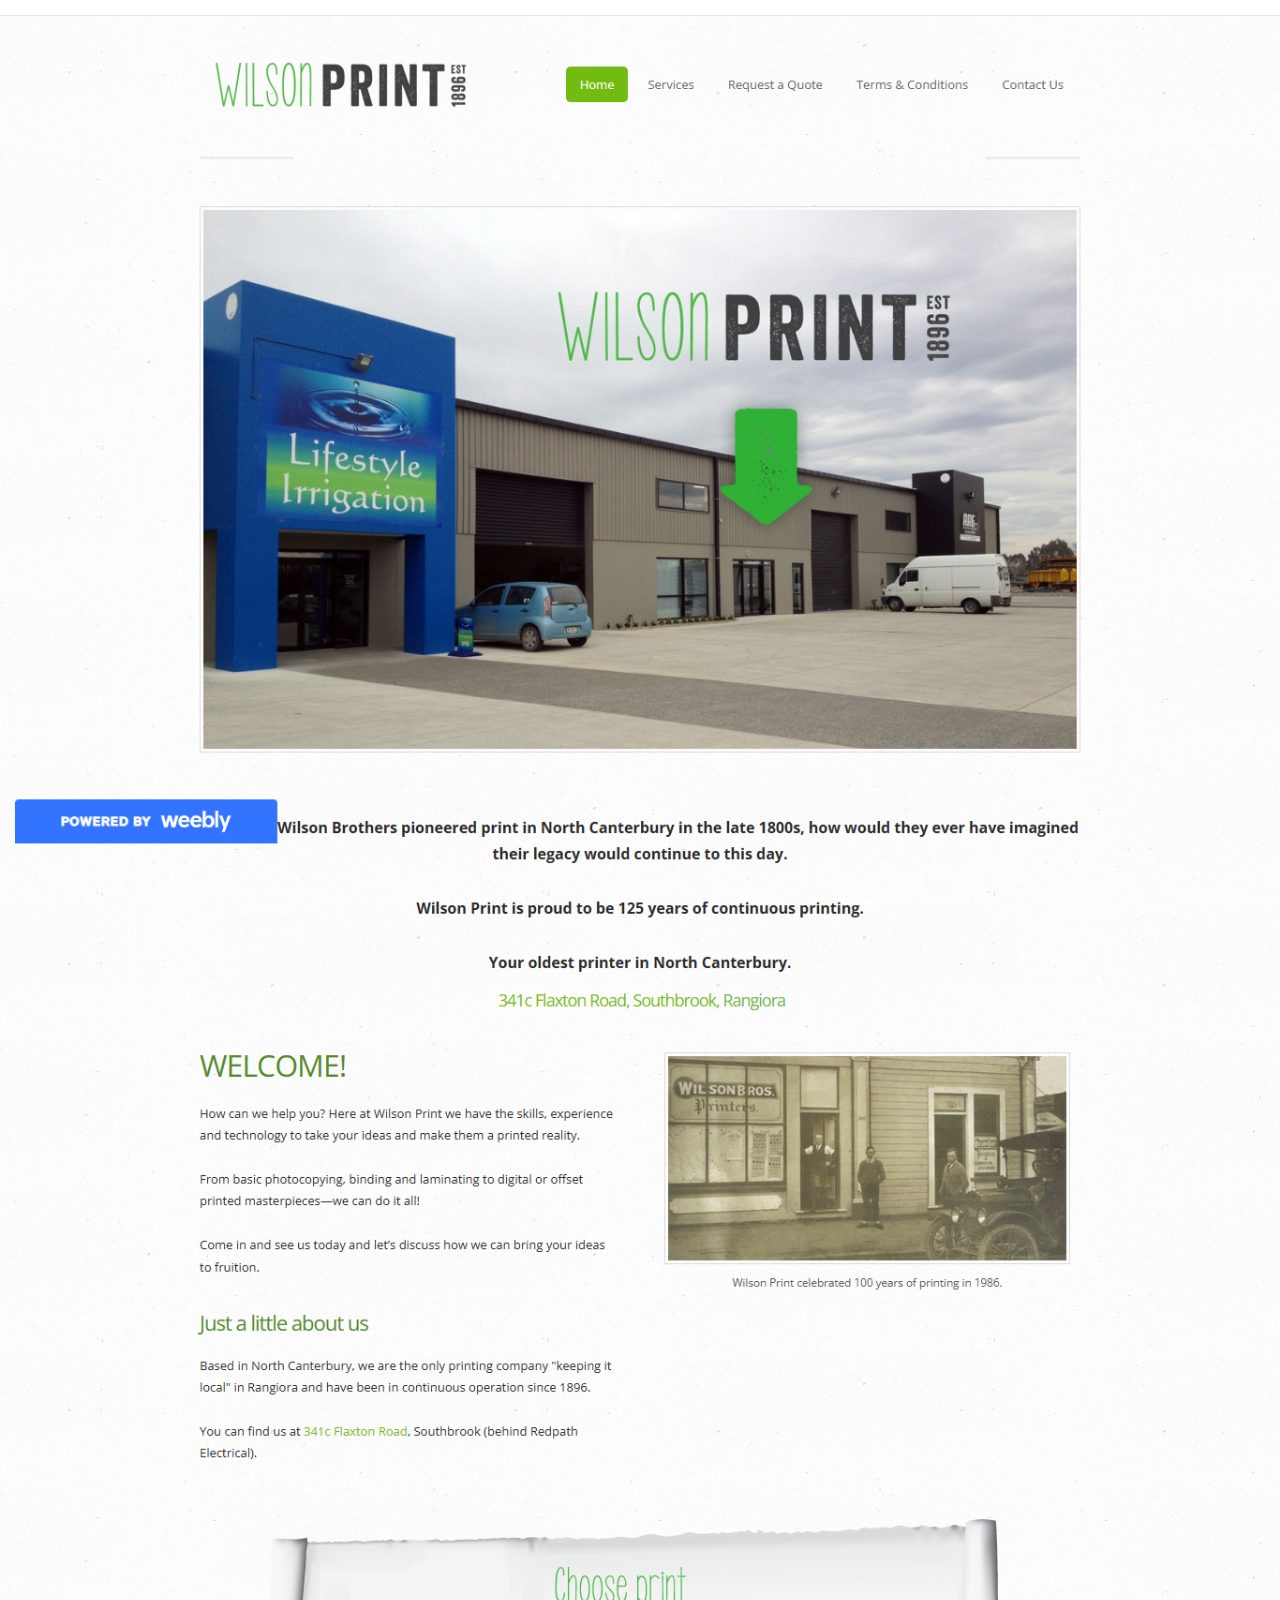 WILSON PRINT EST 1896
Home Services Request a Quote Terms & Conditions Contact Us
WILSON PRINT EST 1896
Lifestyle
Irrigation
POWERED BY weebly
Wilson Brothers pioneered print in North Canterbury in the late 1800s, how would they ever have imagined
their legacy would continue to this day.
Wilson Print is proud to be 125 years of continuous printing.
Your oldest printer in North Canterbury.
341c Flaxton Road, Southbrook, Rangiora
WELCOME!
How can we help you? Here at Wilson Print we have the skills, experience
and technology to take your ideas and make them a printed reality.
From basic photocopying, binding and laminating to digital or offset
printed masterpieces—we can do it all!
Come in and see us today and let’s discuss how we can bring your ideas
to fruition.
WILSON BROS.
Printers.
Wilson Print celebrated 100 years of printing in 1986.
Just a little about us
Based in North Canterbury, we are the only printing company "keeping it
local" in Rangiora and have been in continuous operation since 1896.
You can find us at 341c Flaxton Road, Southbrook (behind Redpath
Electrical).
Choose print